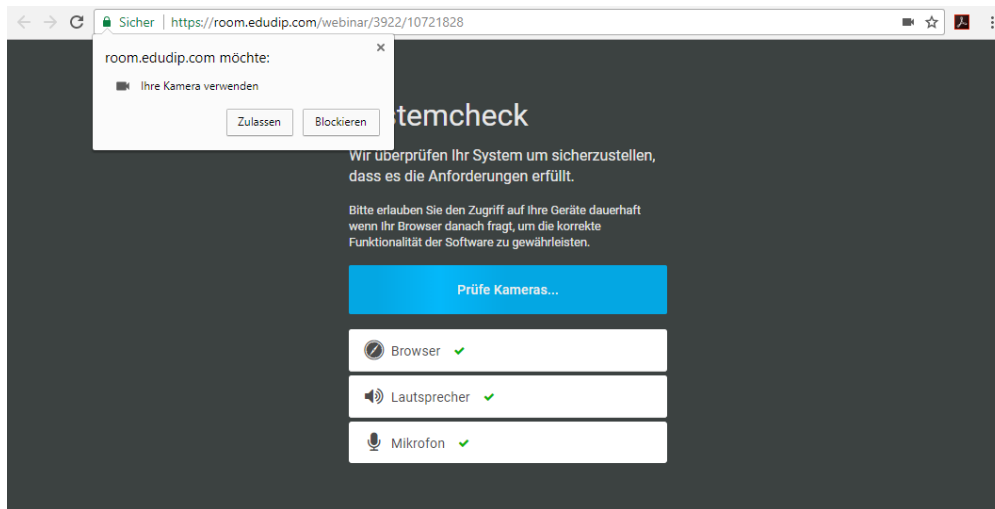 Sicher | https://room.edudip.com/webinar/3922/10721828
room.edudip.com möchte:
Ihre Kamera verwenden
Zulassen Blockieren
temcheck
Wir überprüfen Ihr System um sicherzustellen,
dass es die Anforderungen erfüllt.
Bitte erlauben Sie den Zugriff auf Ihre Geräte dauerhaft
wenn Ihr Browser danach fragt, um die korrekte
Funktionalität der Software zu gewährleisten.
Prüfe Kameras...
Browser
Lautsprecher
Mikrofon